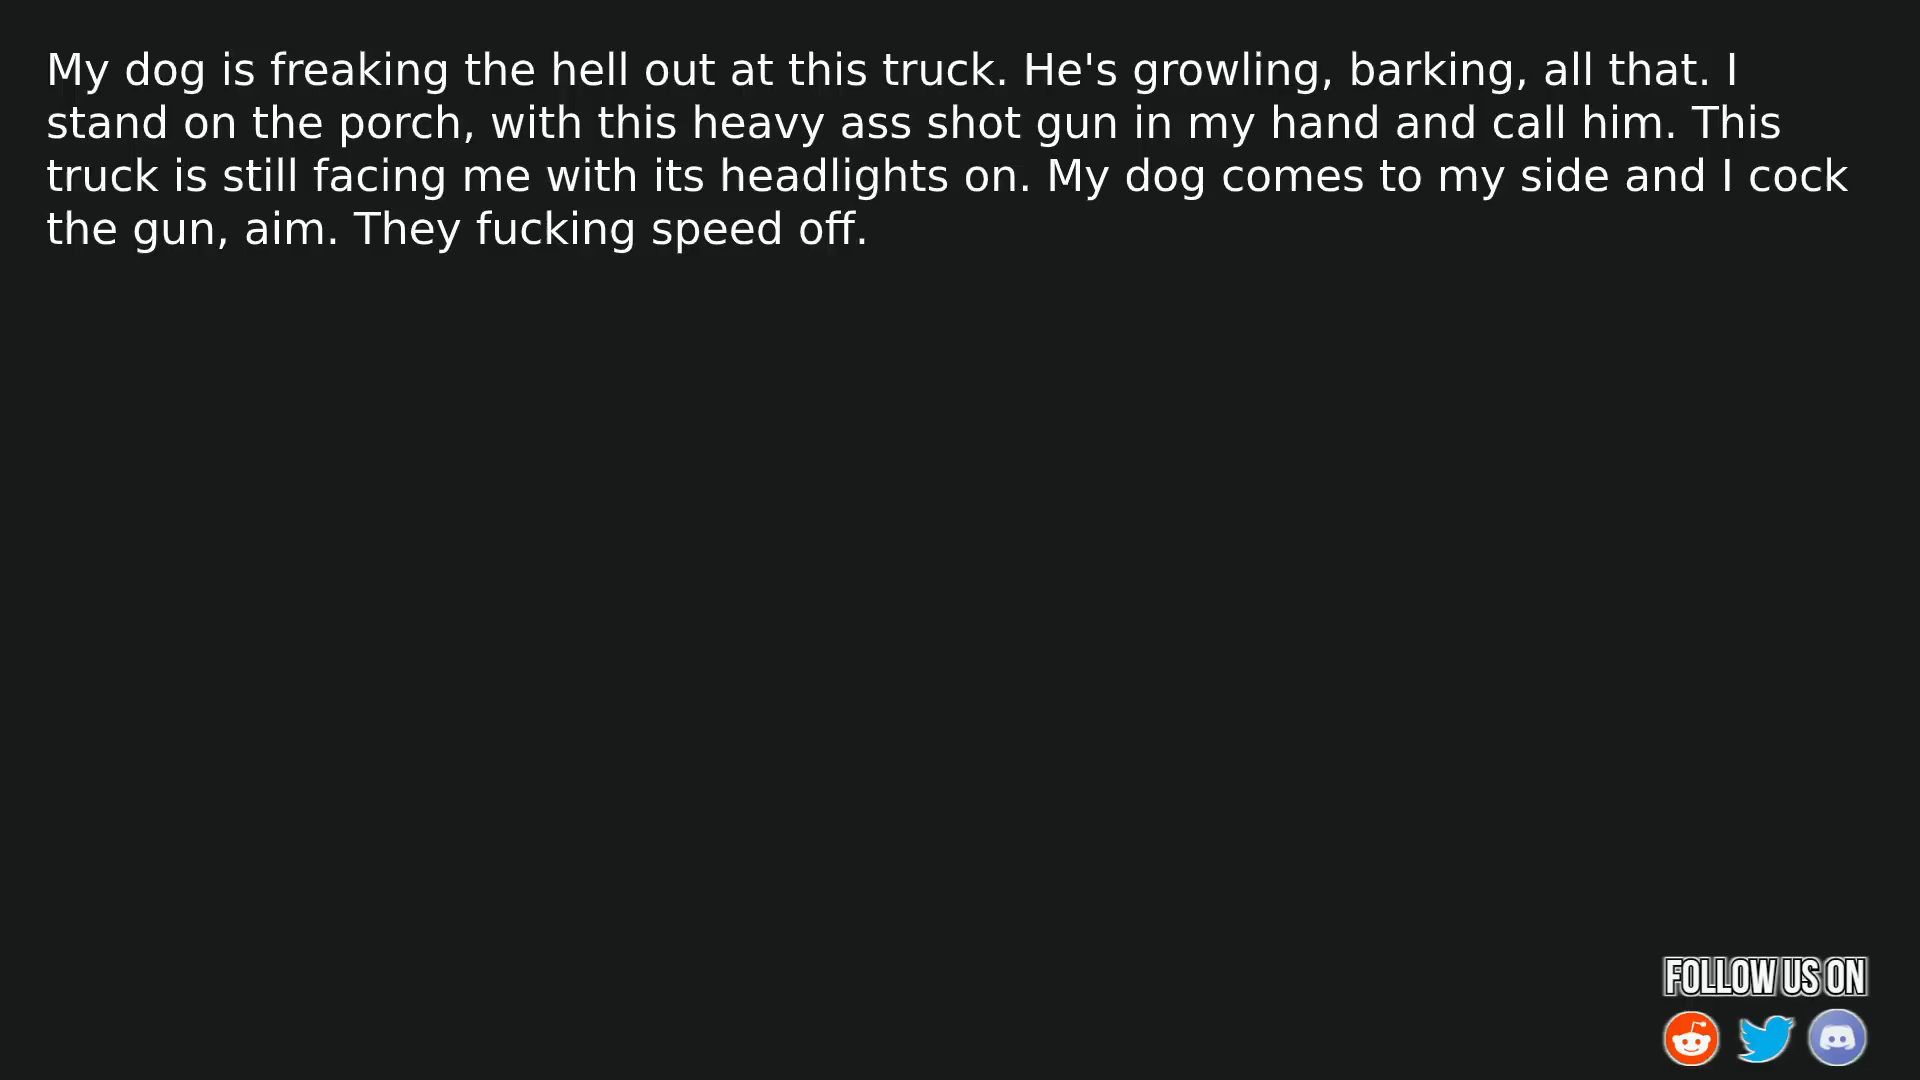 My dog is freaking the hell out at this truck. He's growling, barking, all that. I
stand on the porch, with this heavy ass shot gun in my hand and call him. This
truck is still facing me with its headlights on. My dog comes to my side and I cock
the gun, aim. They fucking speed off.
FOLLOW US ON